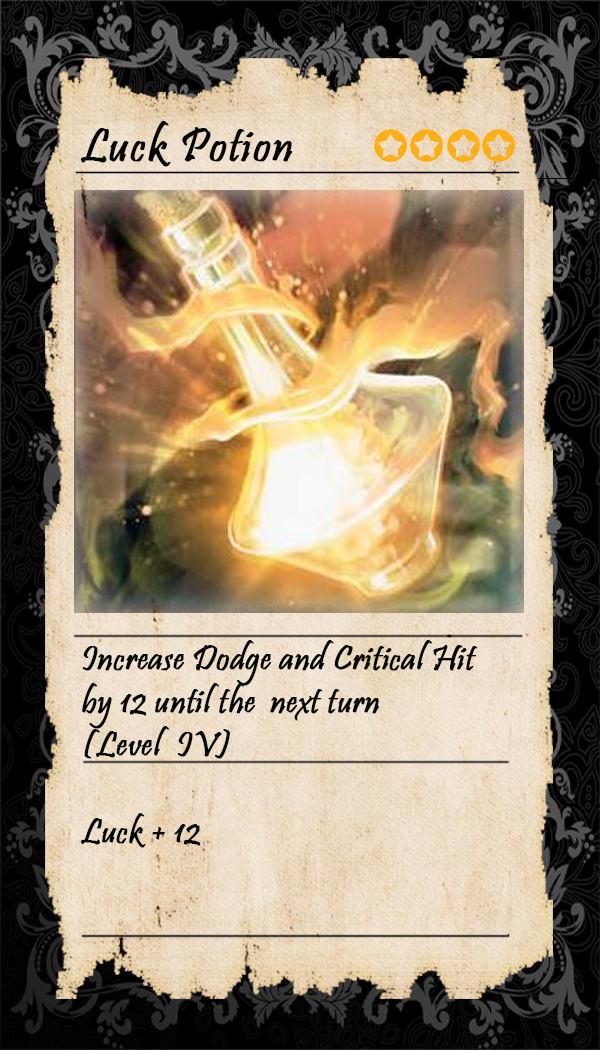 Luck Potion
Increase Dodge and Critical Hit
by 12 until the next turn
(Level IV)
Luck + 12